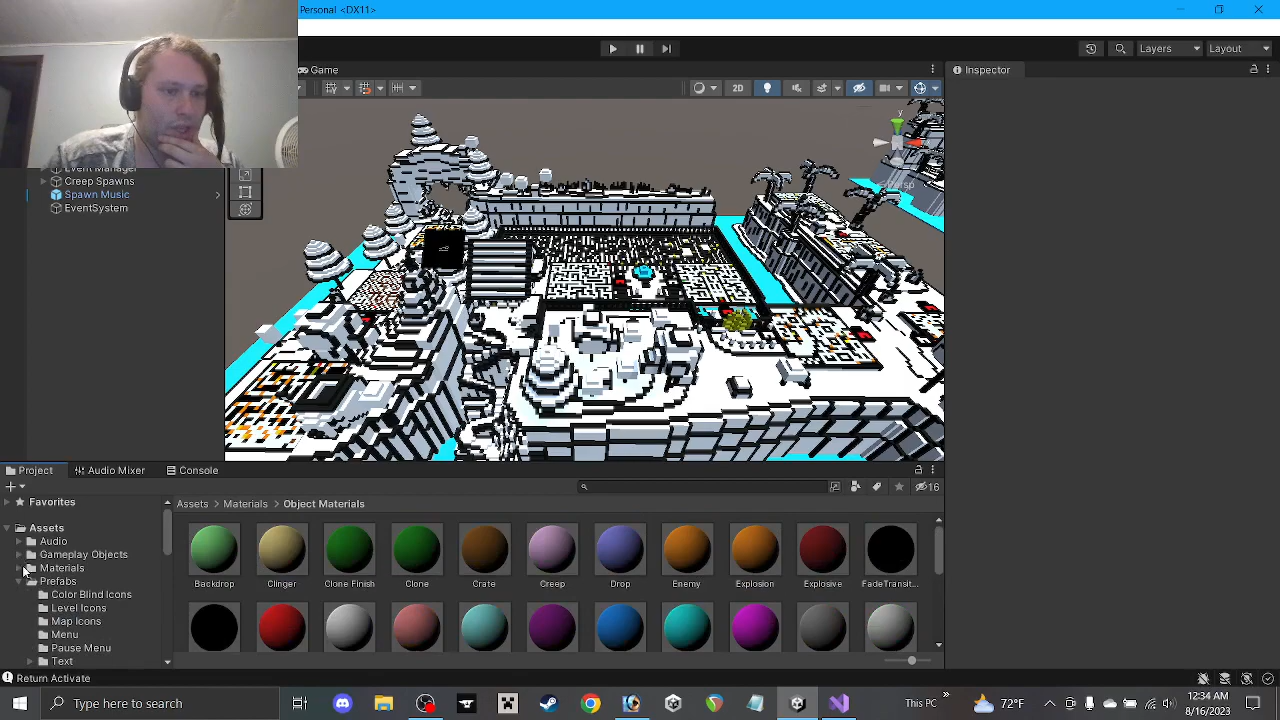 Personal <DX11>
Layers
Layout
Game
2D
Inspector
y
Persp
Event Manager
Creep Spawns
Spawn Music
EventSystem
Project
Audio Mixer
Console
16
Favorites
Assets > Materials > Object Materials
Assets
Audio
Gameplay Objects
Materials
Prefabs
Color Blind Icons
Level Icons
Map Icons
Menu
Pause Menu
Text
Backdrop
Clinger
Clone Finish
Clone
Crate
Creep
Drop
Enemy
Explosion
Explosive
FadeTransit...
Return Activate
Type here to search
This PC
72°F
12:34 AM
8/16/2023